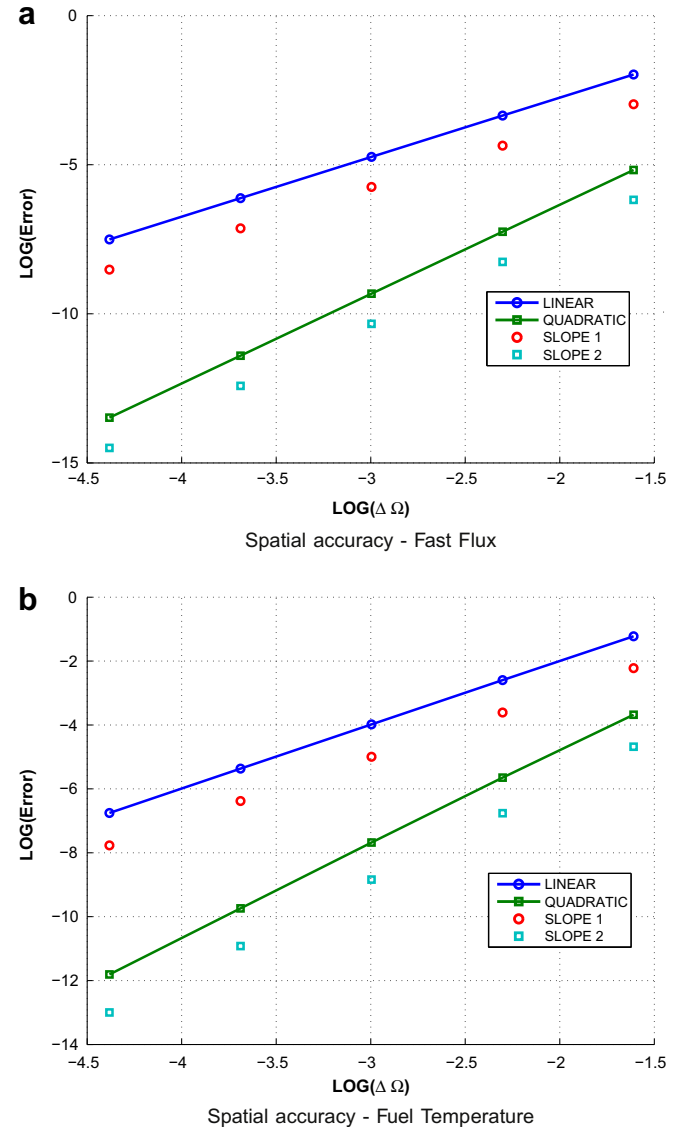 a
0
−5
−10
−15
LOG(Error)
LINEAR
QUADRATIC
SLOPE 1
SLOPE 2
−4.5 −4 −3.5 −3 −2.5 −2 −1.5
LOG(Δ Ω)
Spatial accuracy - Fast Flux
b
0
−2
−4
−6
−8
−10
−12
−14
LOG(Error)
LINEAR
QUADRATIC
SLOPE 1
SLOPE 2
−4.5 −4 −3.5 −3 −2.5 −2 −1.5
LOG(Δ Ω)
Spatial accuracy - Fuel Temperature